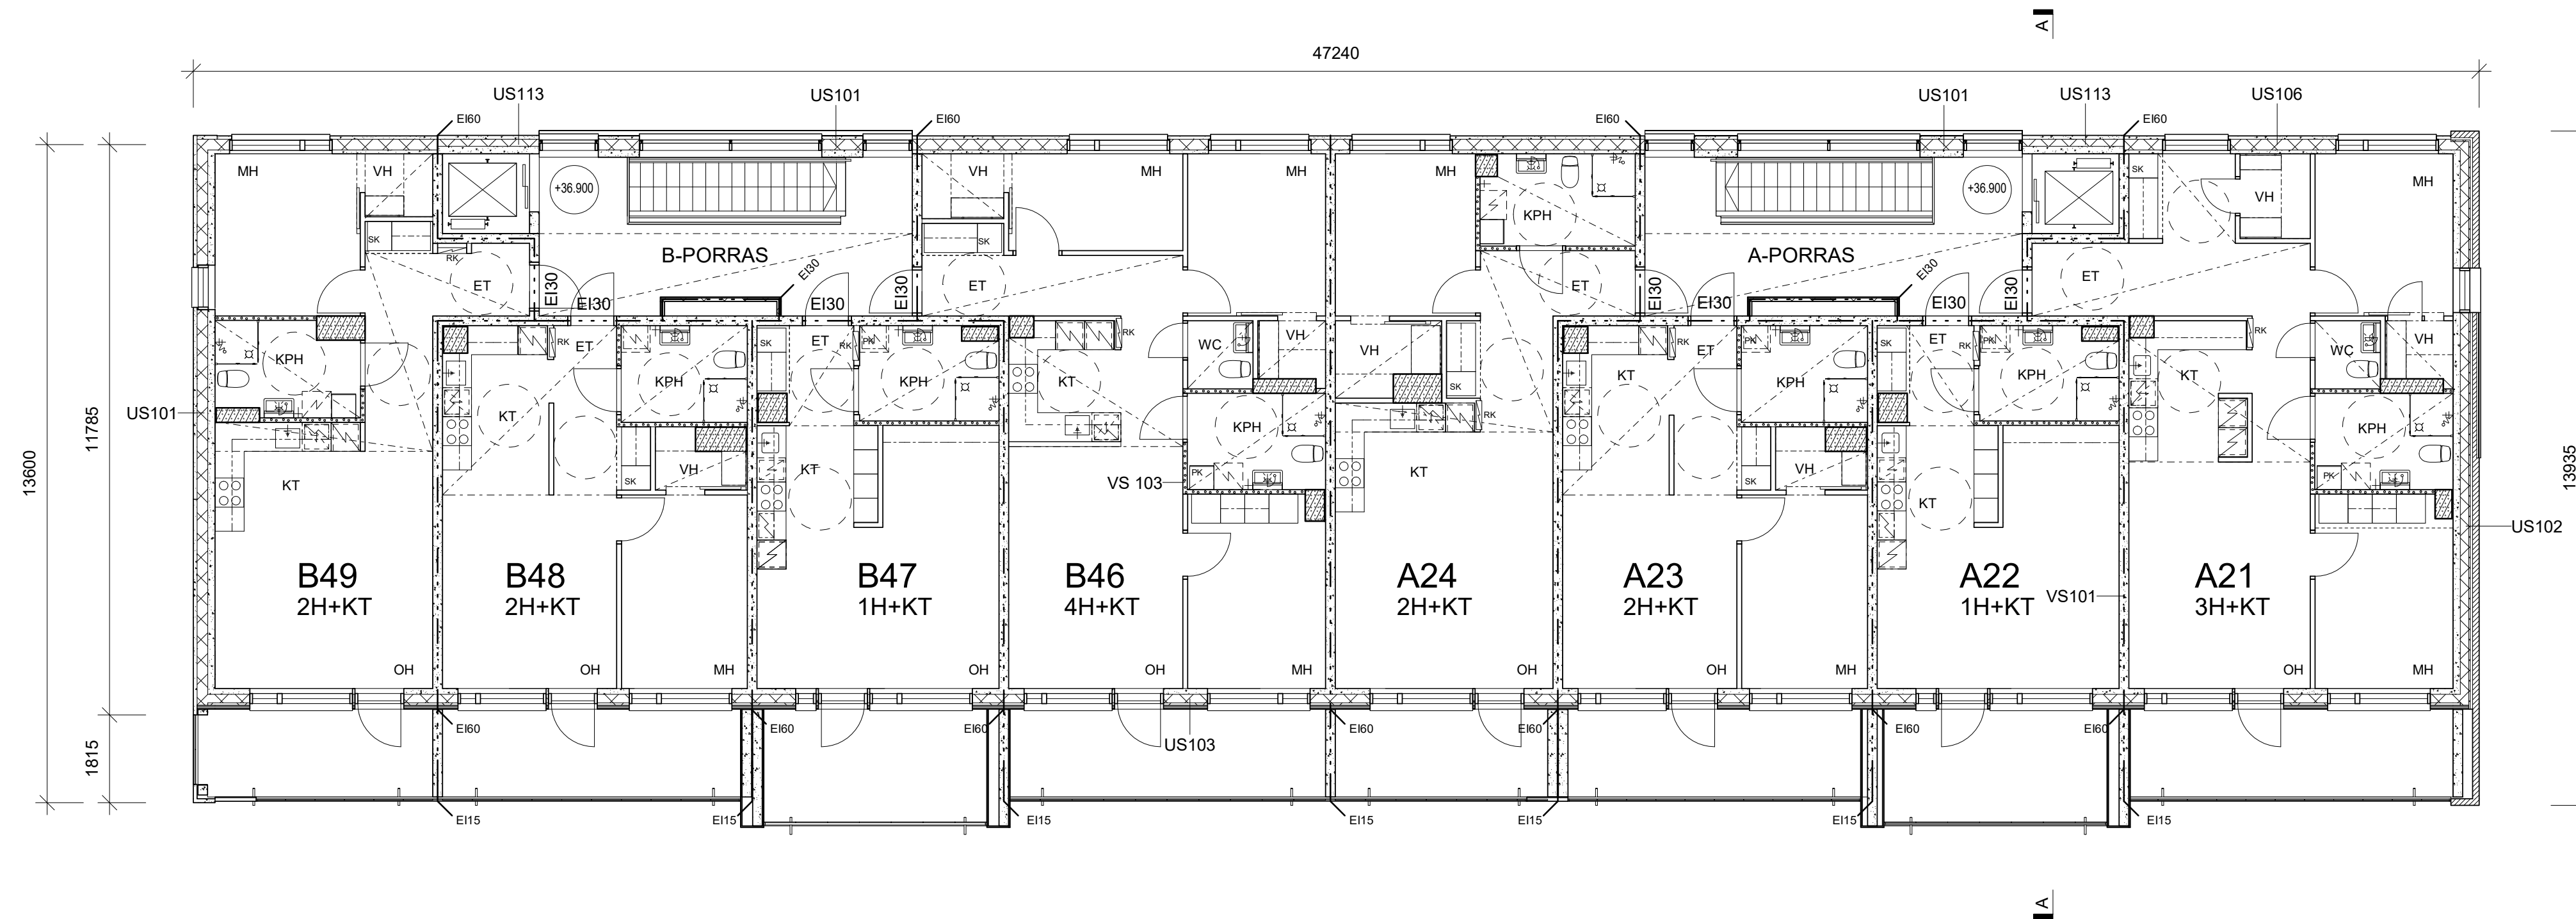 A
47240
US113
US101
US101
US113
US106
EI60
EI60
EI60
EI60
MH
VH
+36.900
VH
MH
MH
MH
KPH
+36.900
SK
VH
MH
SK
RK
ET
B-PORRAS
EI30
SK
ET
ET
A-PORRAS
EI30
ET
EI30
EI30
EI30
EI30
EI30
EI30
EI30
EI30
KPH
KT
RK
ET
KPH
SK
ET
RK
PK
KPH
KT
RK
WC
VH
VH
SK
RK
KT
RK
ET
PK
KPH
SK
ET
RK
PK
KPH
KT
RK
WC
VH
US101
KT
SK
VH
KT
VS 103
KPH
PK
KT
SK
VH
KT
KPH
PK
US102
13600
11785
1815
13935
B49
2H+KT
B48
2H+KT
B47
1H+KT
B46
4H+KT
A24
2H+KT
A23
2H+KT
A22
1H+KT
VS101
A21
3H+KT
OH
OH
MH
OH
OH
MH
OH
OH
MH
OH
MH
EI60
EI60
EI60
US103
EI60
EI60
EI60
EI60
EI15
EI15
EI15
EI15
EI15
EI15
EI15
A